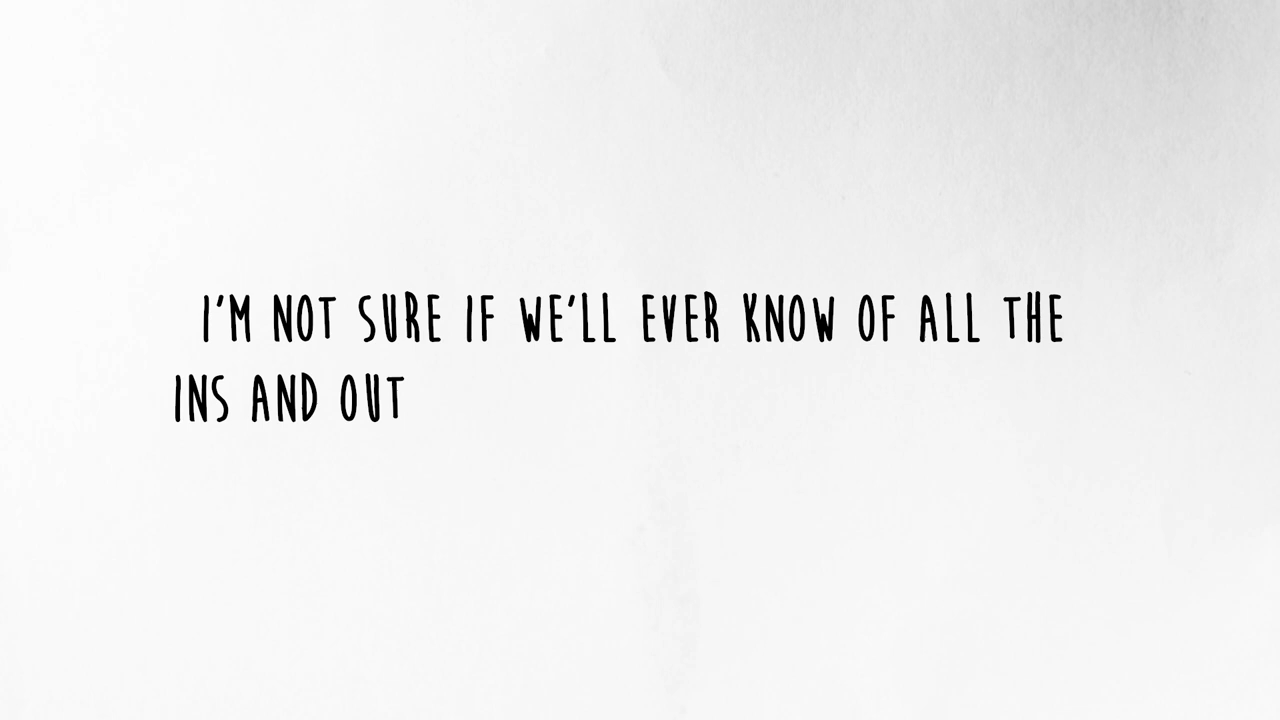 I'M NOT SURE IF WE'LL EVER KNOW OF ALL THE
INS AND OUT